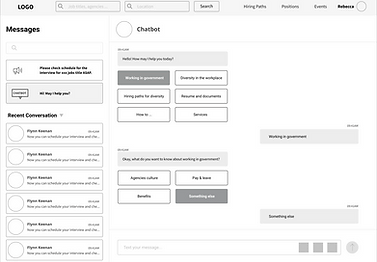 LOGO
Job titles, agencies...
Location
Search
Hiring Paths
Positions
Events
Rebecca
Messages
Chatbot
Please check schedule for the
interview for xxx jobs title ASAP.
CHATBOT
Hi! May I help you?
Recent Conversation
Flynn Keenan
Now you can schedule your interview and che...
Flynn Keenan
Now you can schedule your interview and che...
Flynn Keenan
Now you can schedule your interview and che...
Flynn Keenan
Now you can schedule your interview and che...
Flynn Keenan
Now you can schedule your interview and che...
Flynn Keenan
Now you can schedule your interview and che...
Hello! How may I help you today?
Working in government
Diversity in the workplace
Hiring paths for diversity
Resume and documents
How to ...
Services
Working in government
Okay, what do you want to know about working in government?
Agencies culture
Pay & leave
Benefits
Something else
Something else
Text your message...